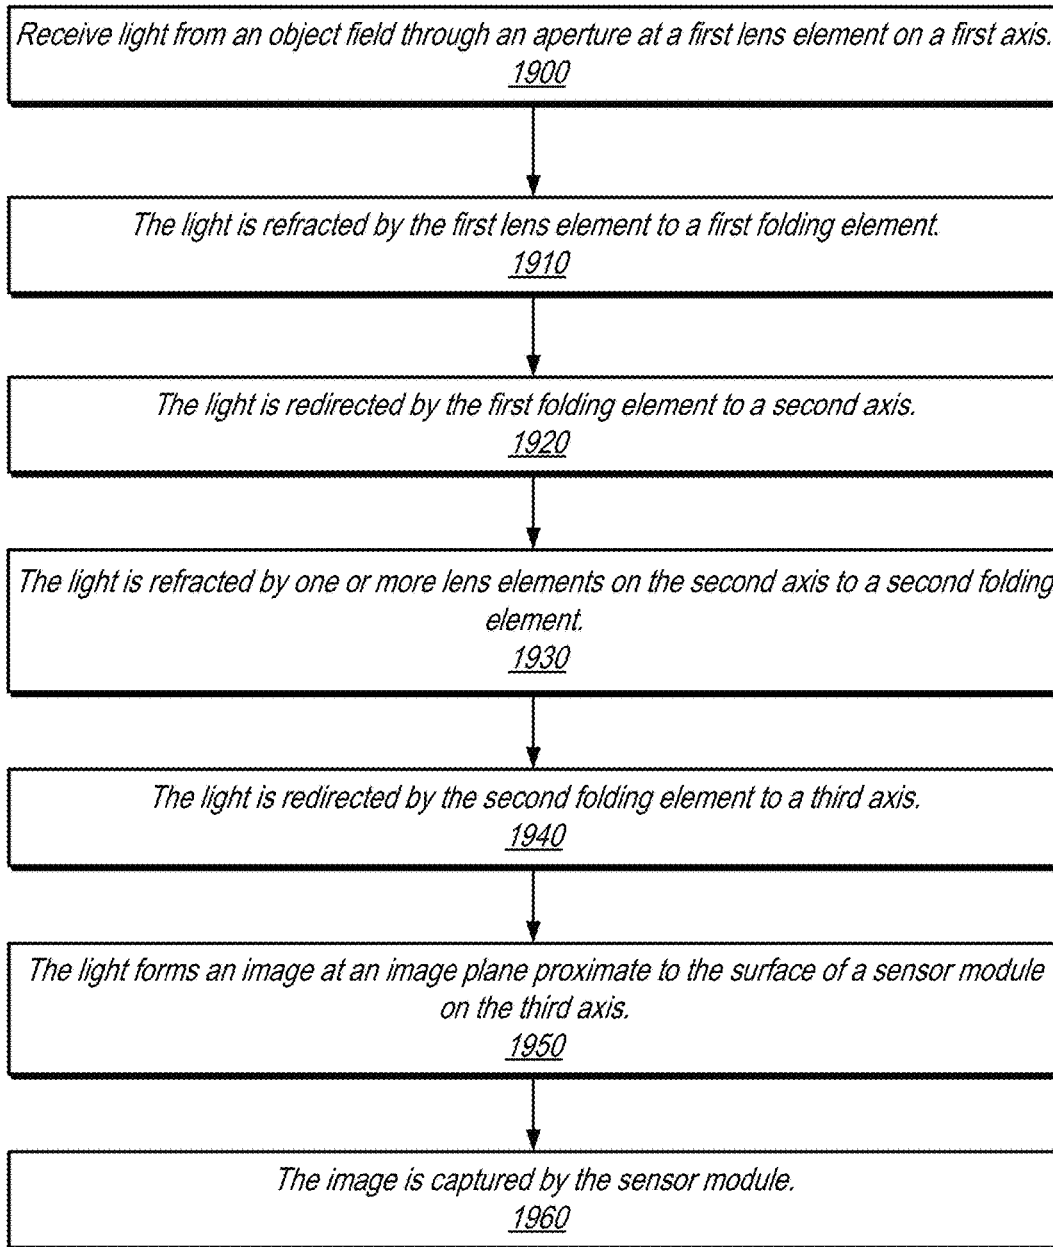 Receive light from an object field through an aperture at a first lens element on a first axis.
1900
The light is refracted by the first lens element to a first folding element.
1910
The light is redirected by the first folding element to a second axis.
1920
The light is refracted by one or more lens elements on the second axis to a second folding
element.
1930
The light is redirected by the second folding element to a third axis.
1940
The light forms an image at an image plane proximate to the surface of a sensor module
on the third axis.
1950
The image is captured by the sensor module.
1960